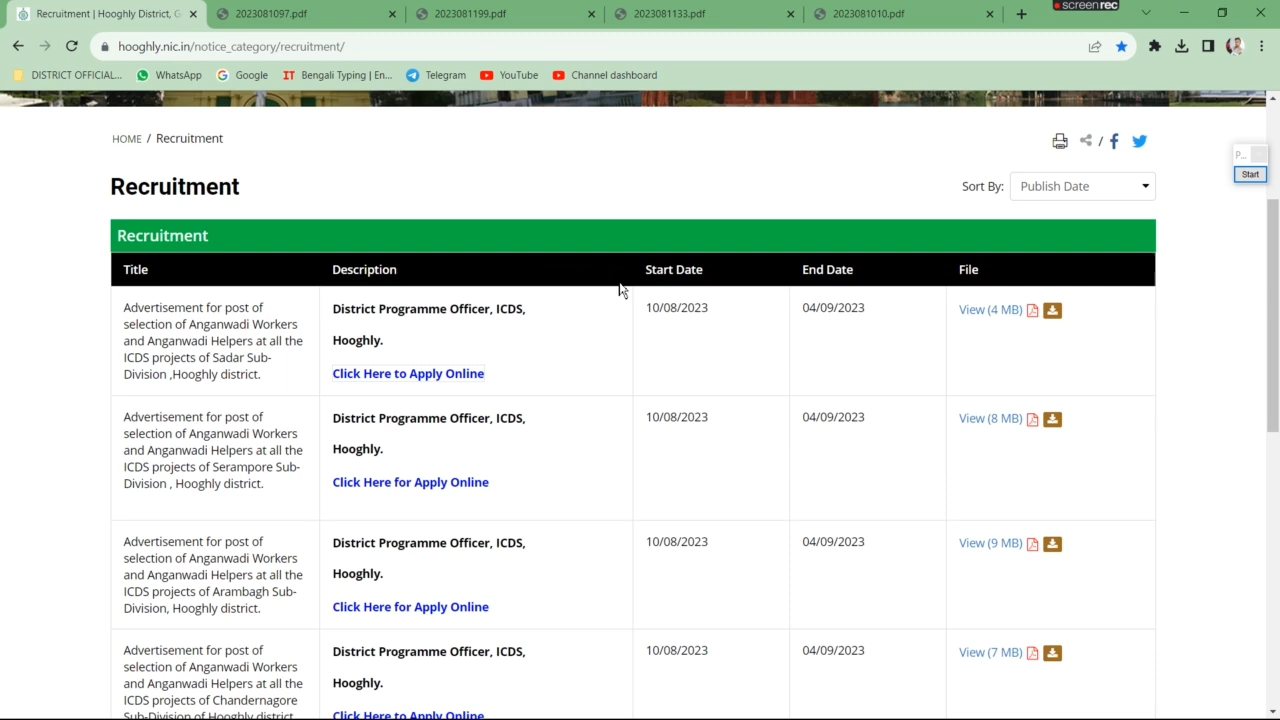 Recruitment | Hooghly District, G
2023081097.pdf
2023081199.pdf
2023081133.pdf
2023081010.pdf
screenrec
hooghly.nic.in/notice_category/recruitment/
DISTRICT OFFICIAL...
WhatsApp
Google
Bengali Typing | En...
Telegram
YouTube
Channel dashboard
HOME / Recruitment
/
P...
Start
Recruitment
Sort By:
Publish Date
Recruitment
Title
Description
Start Date
End Date
File
Advertisement for post of
selection of Anganwadi Workers
and Anganwadi Helpers at all the
ICDS projects of Sadar Sub-
Division ,Hooghly district.
District Programme Officer, ICDS,
Hooghly.
Click Here to Apply Online
10/08/2023
04/09/2023
View (4 MB)
Advertisement for post of
selection of Anganwadi Workers
and Anganwadi Helpers at all the
ICDS projects of Serampore Sub-
Division , Hooghly district.
District Programme Officer, ICDS,
Hooghly.
Click Here for Apply Online
10/08/2023
04/09/2023
View (8 MB)
Advertisement for post of
selection of Anganwadi Workers
and Anganwadi Helpers at all the
ICDS projects of Arambagh Sub-
Division, Hooghly district.
District Programme Officer, ICDS,
Hooghly.
Click Here for Apply Online
10/08/2023
04/09/2023
View (9 MB)
Advertisement for post of
selection of Anganwadi Workers
and Anganwadi Helpers at all the
ICDS projects of Chandernagore
Sub-Division of Hooghly district
District Programme Officer, ICDS,
Hooghly.
Click Here to Apply Online
10/08/2023
04/09/2023
View (7 MB)